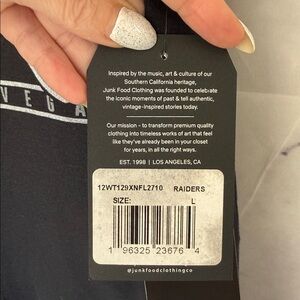 VEGA
Inspired by the music, art & culture of our
Southern California heritage,
Junk Food Clothing was founded to celebrate
the iconic moments of past & tell authentic,
vintage-inspired stories today.
Our mission - to transform premium quality
clothing into timeless works of art that feel
like they've already been in your closet
for years, in all the right ways.
EST. 1998 | LOS ANGELES, CA
12WT129XNFL2710 RAIDERS
SIZE: L
1 96325 23676 4
@junkfoodclothingco